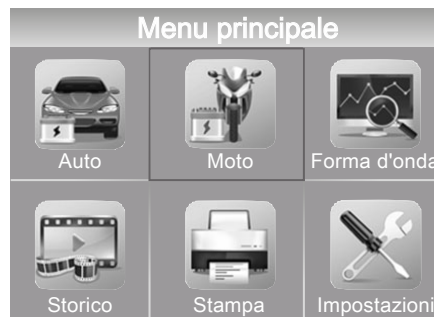 Menu principale
Auto
Moto
Forma d'onda
Storico
Stampa
Impostazioni